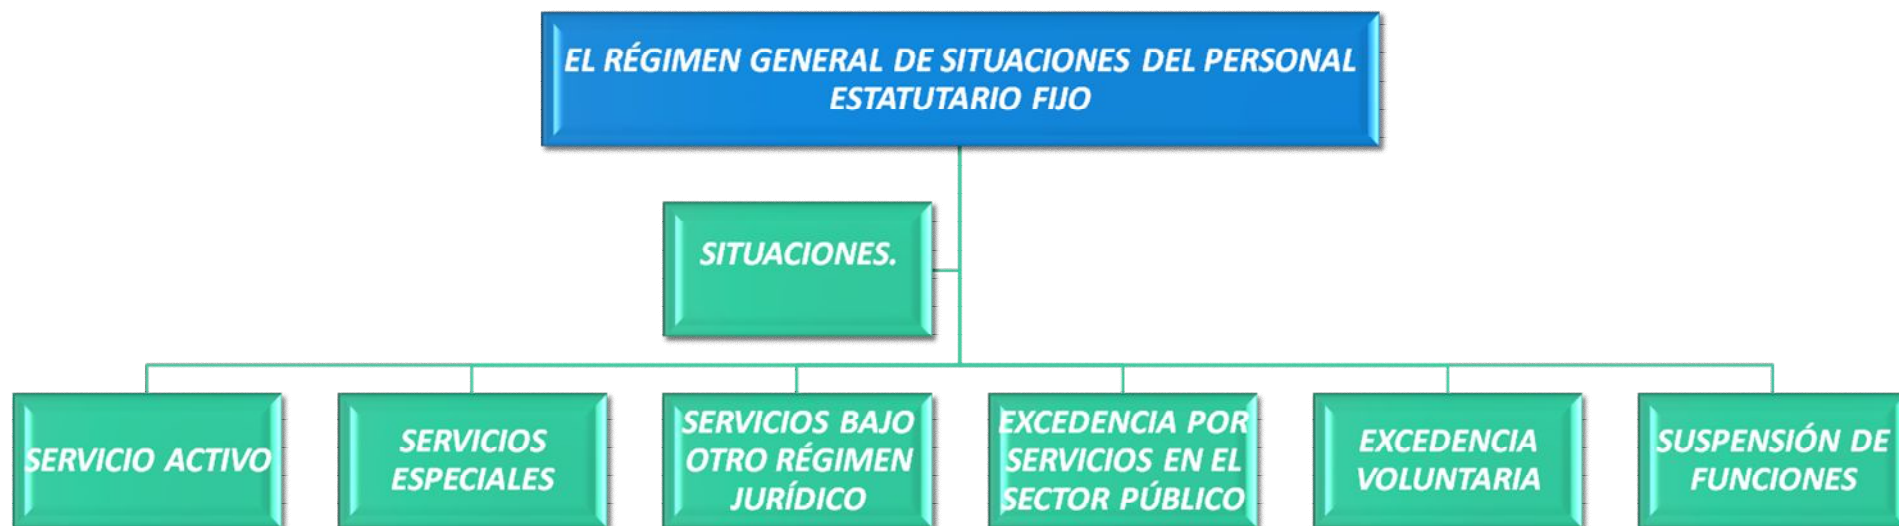 EL RÉGIMEN GENERAL DE SITUACIONES DEL PERSONAL
ESTATUTARIO FIJO
SITUACIONES.
SERVICIO ACTIVO
SERVICIOS
ESPECIALES
SERVICIOS BAJO
OTRO RÉGIMEN
JURÍDICO
EXCEDENCIA POR
SERVICIOS EN EL
SECTOR PÚBLICO
EXCEDENCIA
VOLUNTARIA
SUSPENSIÓN DE
FUNCIONES